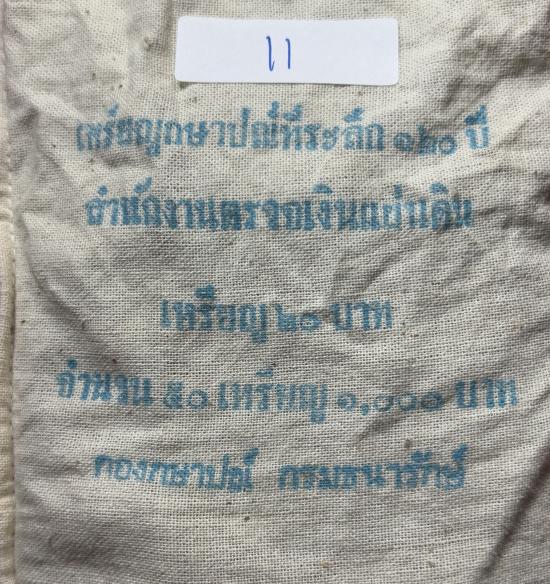 11
เหรียญกษาปณ์ที่ระลึก ๑๒๐ ปี
สำนักงานตรวจเงินแผ่นดิน
เหรียญ ๒๐ บาท
จำนวน ๕๐ เหรียญ ๑,๐๐๐ บาท
กองกษาปณ์ กรมธนารักษ์